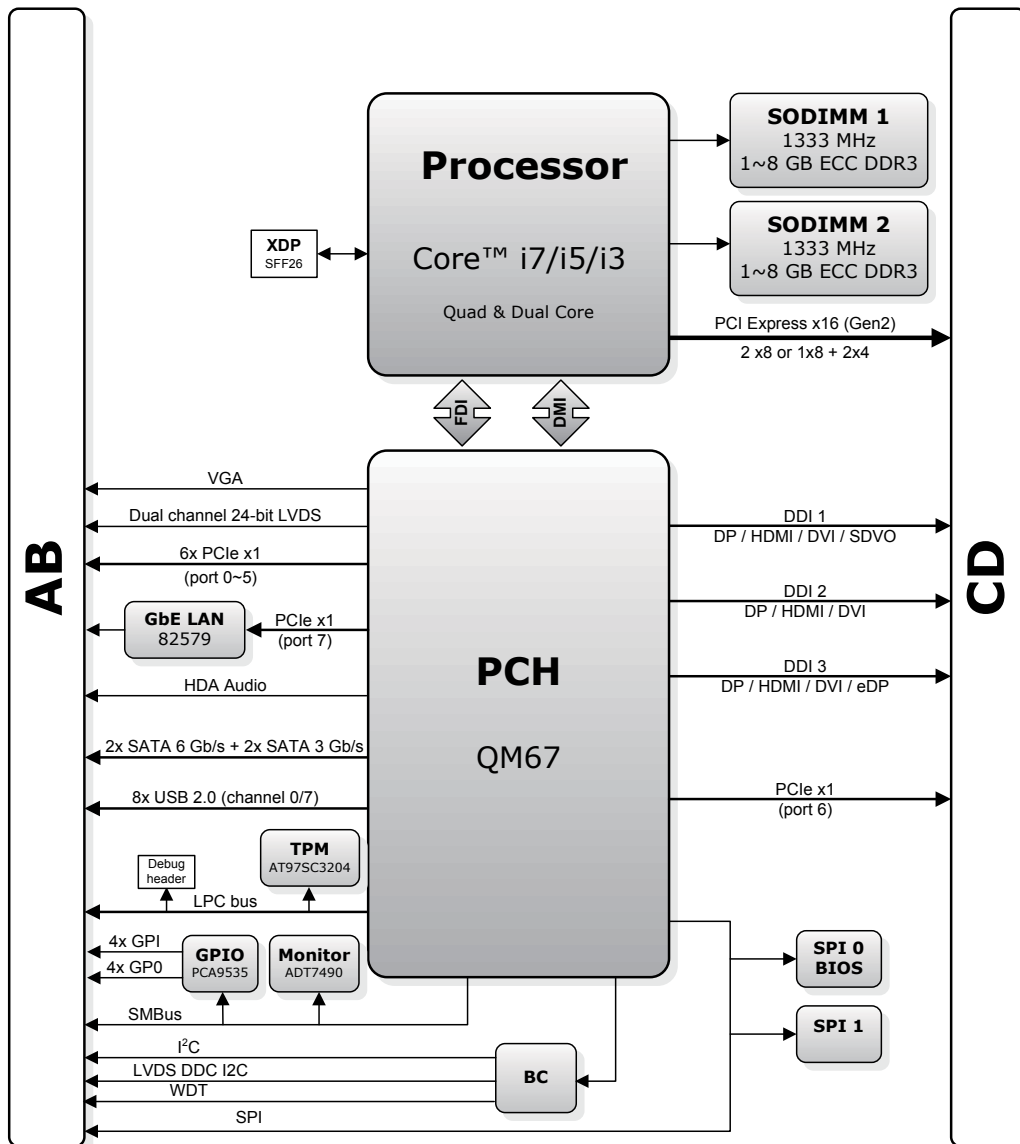 AB
CD
Processor
Core™ i7/i5/i3
Quad & Dual Core
SODIMM 1
1333 MHz
1~8 GB ECC DDR3
SODIMM 2
1333 MHz
1~8 GB ECC DDR3
XDP
SFF26
PCI Express x16 (Gen2)
2 x8 or 1x8 + 2x4
FDI
DMI
PCH
QM67
VGA
Dual channel 24-bit LVDS
6x PCIe x1
(port 0~5)
GbE LAN
82579
PCIe x1
(port 7)
HDA Audio
2x SATA 6 Gb/s + 2x SATA 3 Gb/s
8x USB 2.0 (channel 0/7)
TPM
AT97SC3204
Debug
header
LPC bus
4x GPI
4x GP0
GPIO
PCA9535
Monitor
ADT7490
SMBus
I²C
LVDS DDC I2C
WDT
SPI
BC
DDI 1
DP / HDMI / DVI / SDVO
DDI 2
DP / HDMI / DVI
DDI 3
DP / HDMI / DVI / eDP
PCIe x1
(port 6)
SPI 0
BIOS
SPI 1